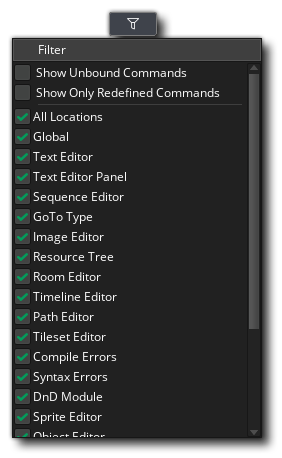 Filter
Show Unbound Commands
Show Only Redefined Commands
All Locations
Global
Text Editor
Text Editor Panel
Sequence Editor
GoTo Type
Image Editor
Resource Tree
Room Editor
Timeline Editor
Path Editor
Tileset Editor
Compile Errors
Syntax Errors
DnD Module
Sprite Editor
Object Editor